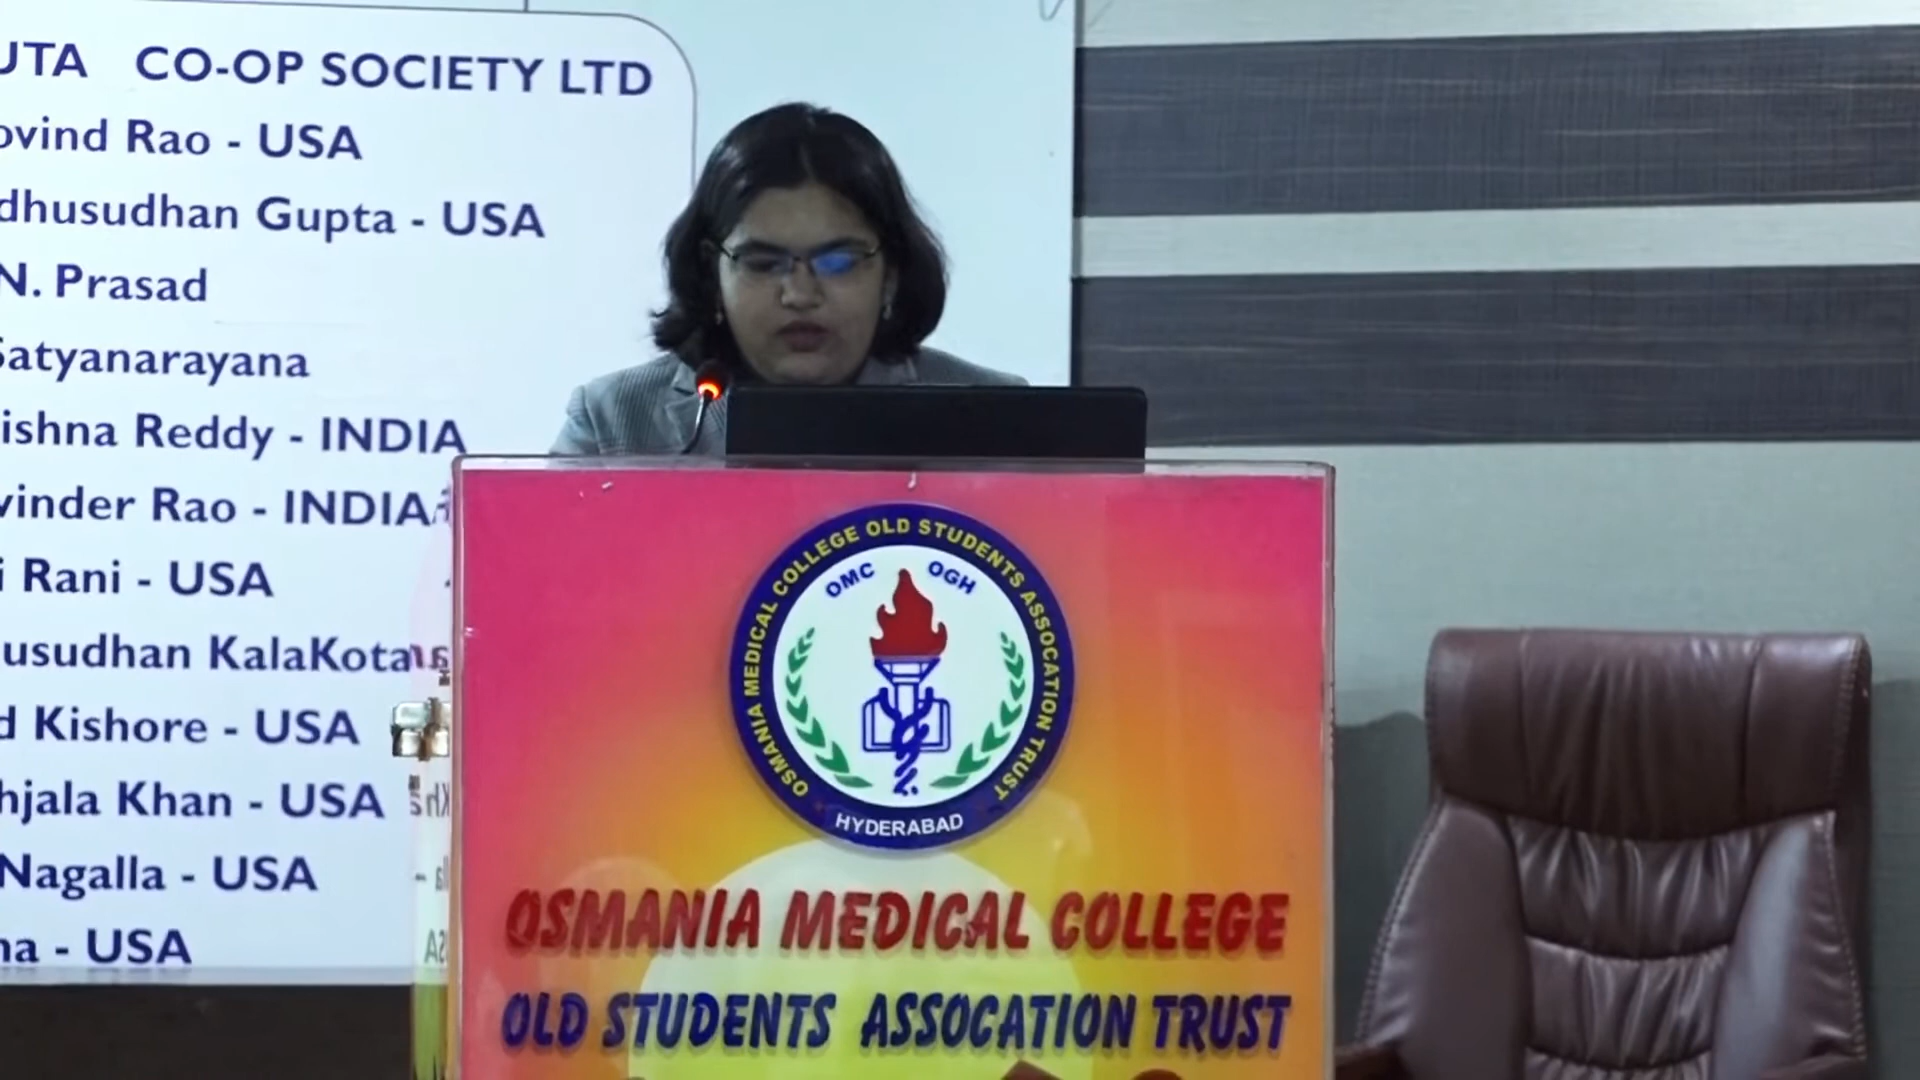 UTA CO-OP SOCIETY LTD
ovind Rao - USA
dhusudhan Gupta - USA
N. Prasad
Satyanarayana
ishna Reddy - INDIA
vinder Rao - INDIA
i Rani - USA
usudhan KalaKota
d Kishore - USA
hjala Khan - USA
Nagalla - USA
na - USA
OSMANIA MEDICAL COLLEGE OLD STUDENTS ASSOCATION TRUST
OMC OGH
HYDERABAD
OSMANIA MEDICAL COLLEGE
OLD STUDENTS ASSOCATION TRUST